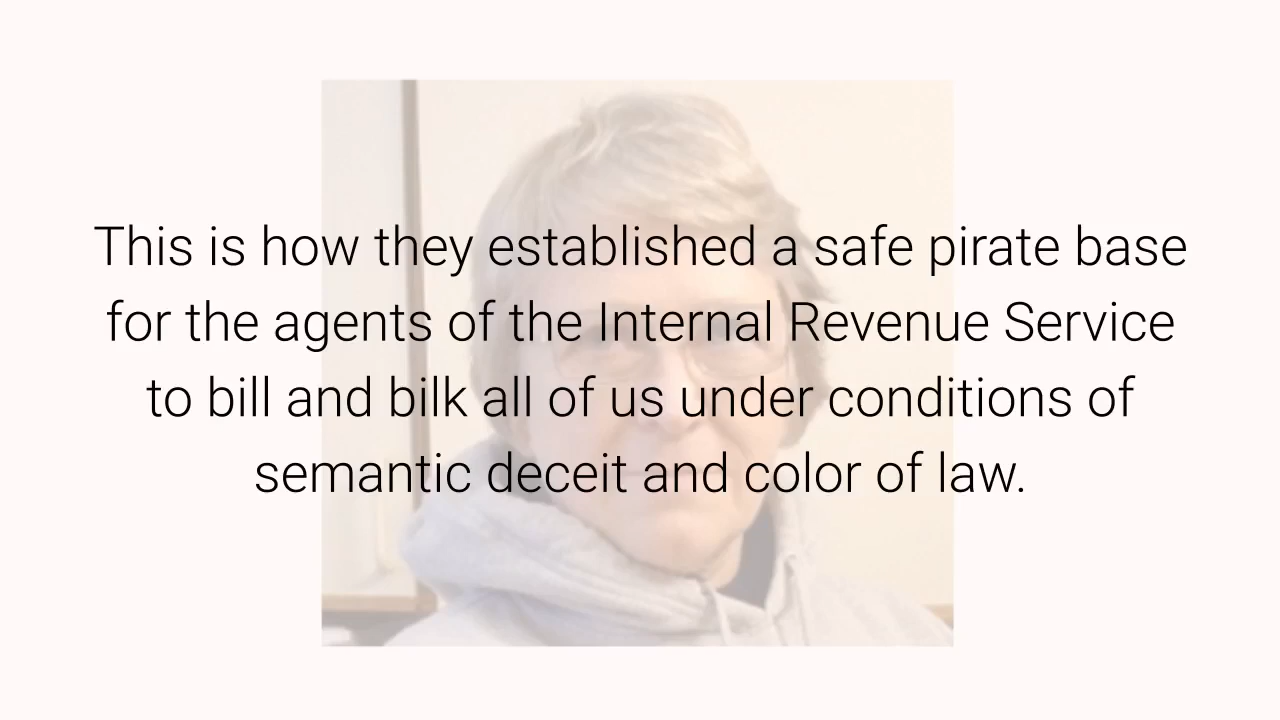 This is how they established a safe pirate base
for the agents of the Internal Revenue Service
to bill and bilk all of us under conditions of
semantic deceit and color of law.